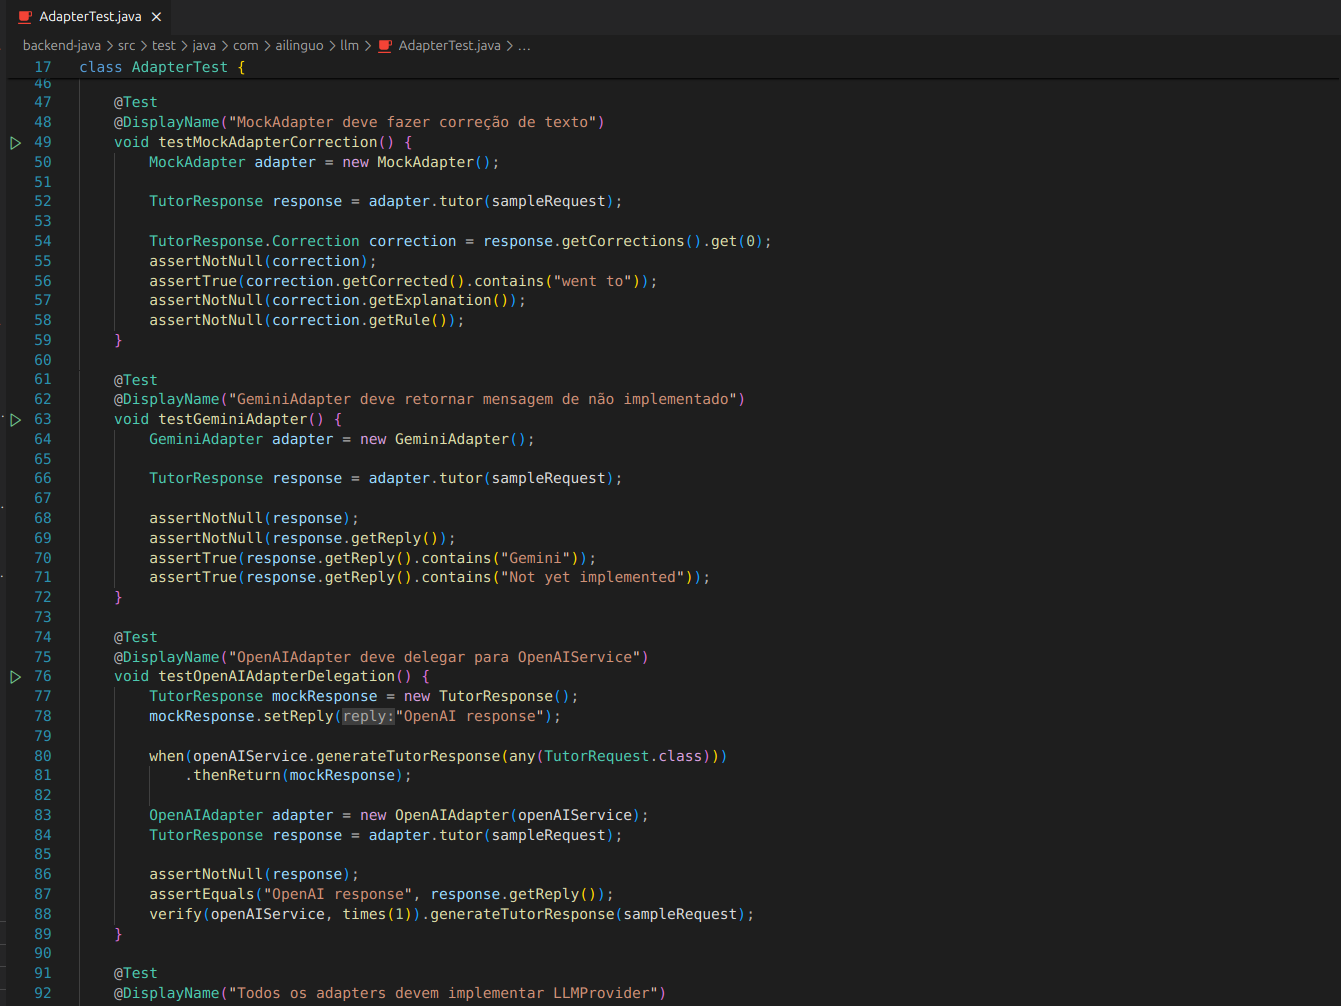 AdapterTest.java ×
backend-java > src > test > java > com > ailinguo > llm > AdapterTest.java > ...
17 class AdapterTest {
46
47 @Test
48 @DisplayName("MockAdapter deve fazer correção de texto")
49 void testMockAdapterCorrection() {
50 MockAdapter adapter = new MockAdapter();
51
52 TutorResponse response = adapter.tutor(sampleRequest);
53
54 TutorResponse.Correction correction = response.getCorrections().get(0);
55 assertNotNull(correction);
56 assertTrue(correction.getCorrected().contains("went to"));
57 assertNotNull(correction.getExplanation());
58 assertNotNull(correction.getRule());
59 }
60
61 @Test
62 @DisplayName("GeminiAdapter deve retornar mensagem de não implementado")
63 void testGeminiAdapter() {
64 GeminiAdapter adapter = new GeminiAdapter();
65
66 TutorResponse response = adapter.tutor(sampleRequest);
67
68 assertNotNull(response);
69 assertNotNull(response.getReply());
70 assertTrue(response.getReply().contains("Gemini"));
71 assertTrue(response.getReply().contains("Not yet implemented"));
72 }
73
74 @Test
75 @DisplayName("OpenAIAdapter deve delegar para OpenAIService")
76 void testOpenAIAdapterDelegation() {
77 TutorResponse mockResponse = new TutorResponse();
78 mockResponse.setReply(reply:"OpenAI response");
79
80 when(openAIService.generateTutorResponse(any(TutorRequest.class)))
81 .thenReturn(mockResponse);
82
83 OpenAIAdapter adapter = new OpenAIAdapter(openAIService);
84 TutorResponse response = adapter.tutor(sampleRequest);
85
86 assertNotNull(response);
87 assertEquals("OpenAI response", response.getReply());
88 verify(openAIService, times(1)).generateTutorResponse(sampleRequest);
89 }
90
91 @Test
92 @DisplayName("Todos os adapters devem implementar LLMProvider")